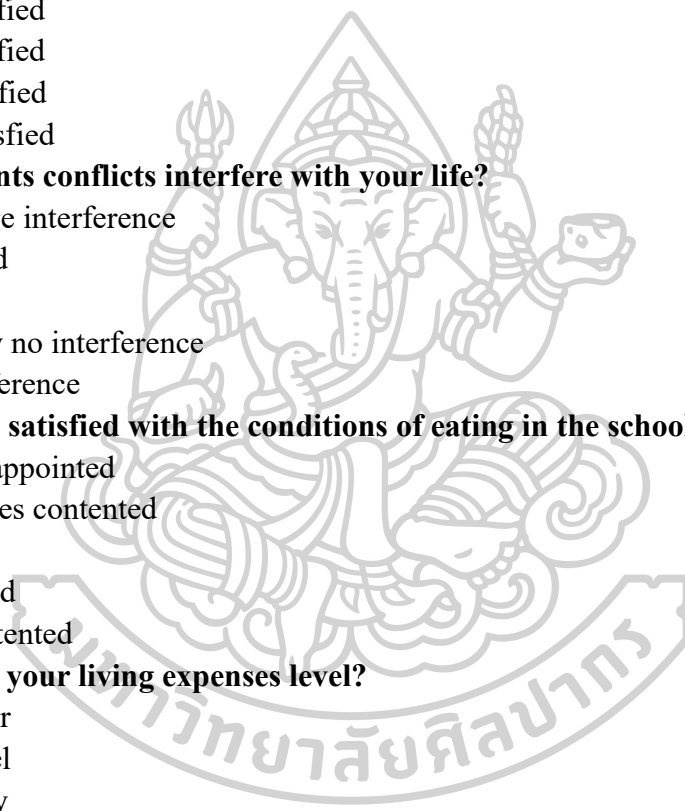 fied
fied
fied
sfied
nts conflicts interfere with your life?
e interference
d
y no interference
erence
satisfied with the conditions of eating in the school
appointed
es contented
d
tented
your living expenses level?
r
el
y
มหาวิทยาลัยศิลปากร